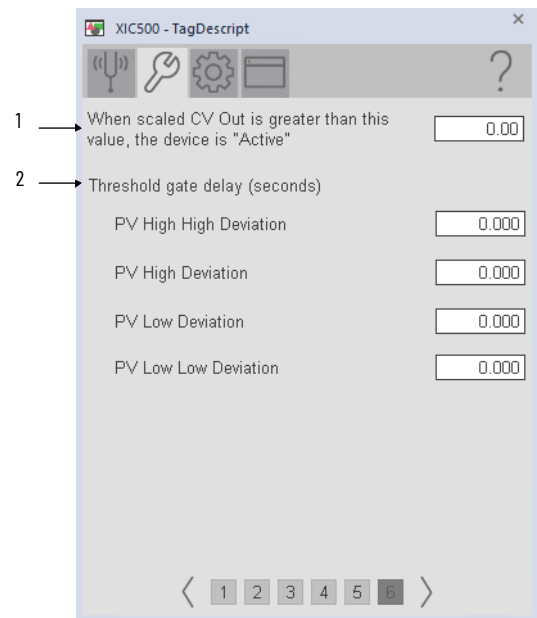 XIC500 - TagDescript
1
When scaled CV Out is greater than this
value, the device is "Active"
0.00
2
Threshold gate delay (seconds)
PV High High Deviation 0.000
PV High Deviation 0.000
PV Low Deviation 0.000
PV Low Low Deviation 0.000
1 2 3 4 5 6